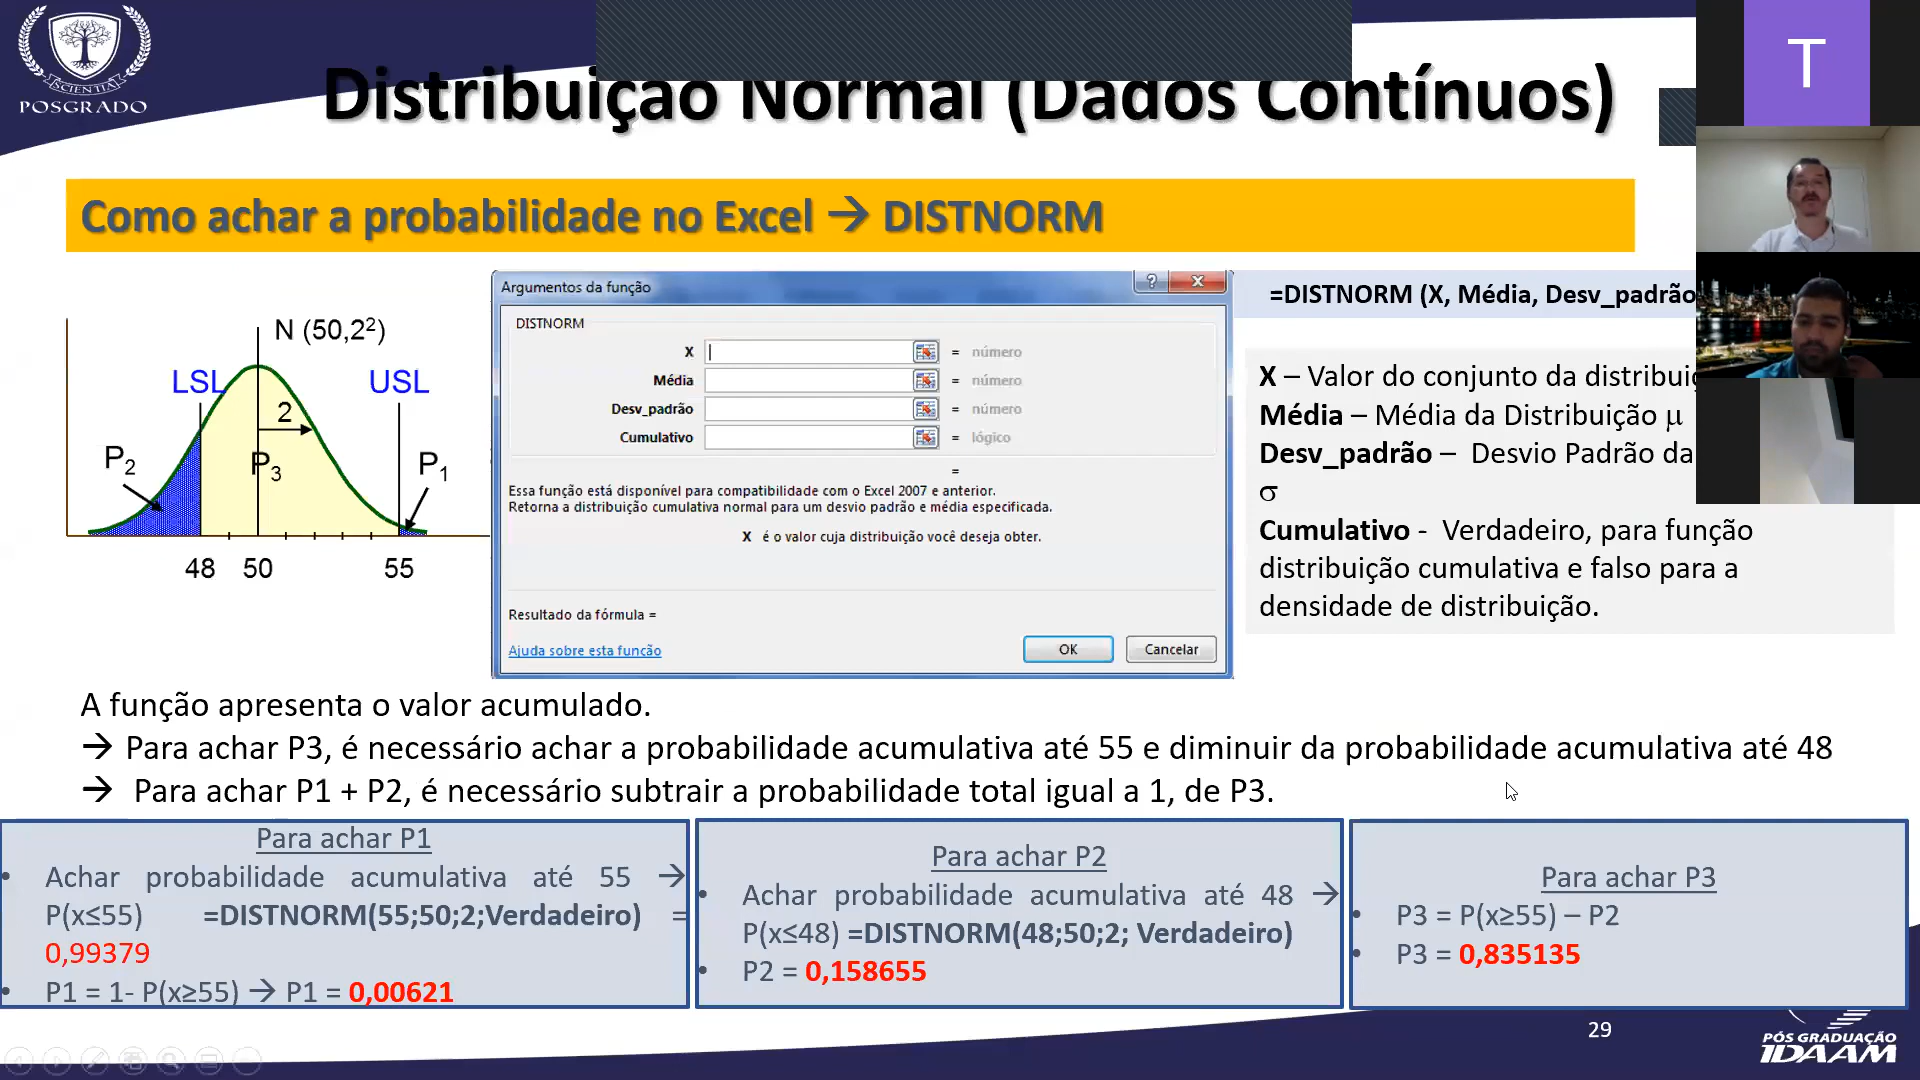 SCIENTIA
POSGRADO
Distribuição Normal (Dados Contínuos)
T
Como achar a probabilidade no Excel → DISTNORM
N (50,2²)
LSL
USL
2
P2
P3
P1
48
50
55
Argumentos da função
?
X
DISTNORM
X
= número
Média
= número
Desv_padrão
= número
Cumulativo
= lógico
=
Essa função está disponível para compatibilidade com o Excel 2007 e anterior.
Retorna a distribuição cumulativa normal para um desvio padrão e média especificada.
X é o valor cuja distribuição você deseja obter.
Resultado da fórmula =
Ajuda sobre esta função
OK
Cancelar
=DISTNORM (X, Média, Desv_padrão
X – Valor do conjunto da
Média – Média da Distribuição μ
Desv_padrão – Desvio Padrão da
σ
Cumulativo - Verdadeiro, para função
distribuição cumulativa e falso para a
densidade de distribuição.
A função apresenta o valor acumulado.
→ Para achar P3, é necessário achar a probabilidade acumulativa até 55 e diminuir da probabilidade acumulativa até 48
→ Para achar P1 + P2, é necessário subtrair a probabilidade total igual a 1, de P3.
Para achar P1
• Achar probabilidade acumulativa até 55 →
P(x≤55) =DISTNORM(55;50;2;Verdadeiro) =
0,99379
• P1 = 1- P(x≥55) → P1 = 0,00621
Para achar P2
• Achar probabilidade acumulativa até 48 →
P(x≤48) =DISTNORM(48;50;2; Verdadeiro)
• P2 = 0,158655
Para achar P3
• P3 = P(x≥55) – P2
• P3 = 0,835135
29
PÓS GRADUAÇÃO
IDAAM